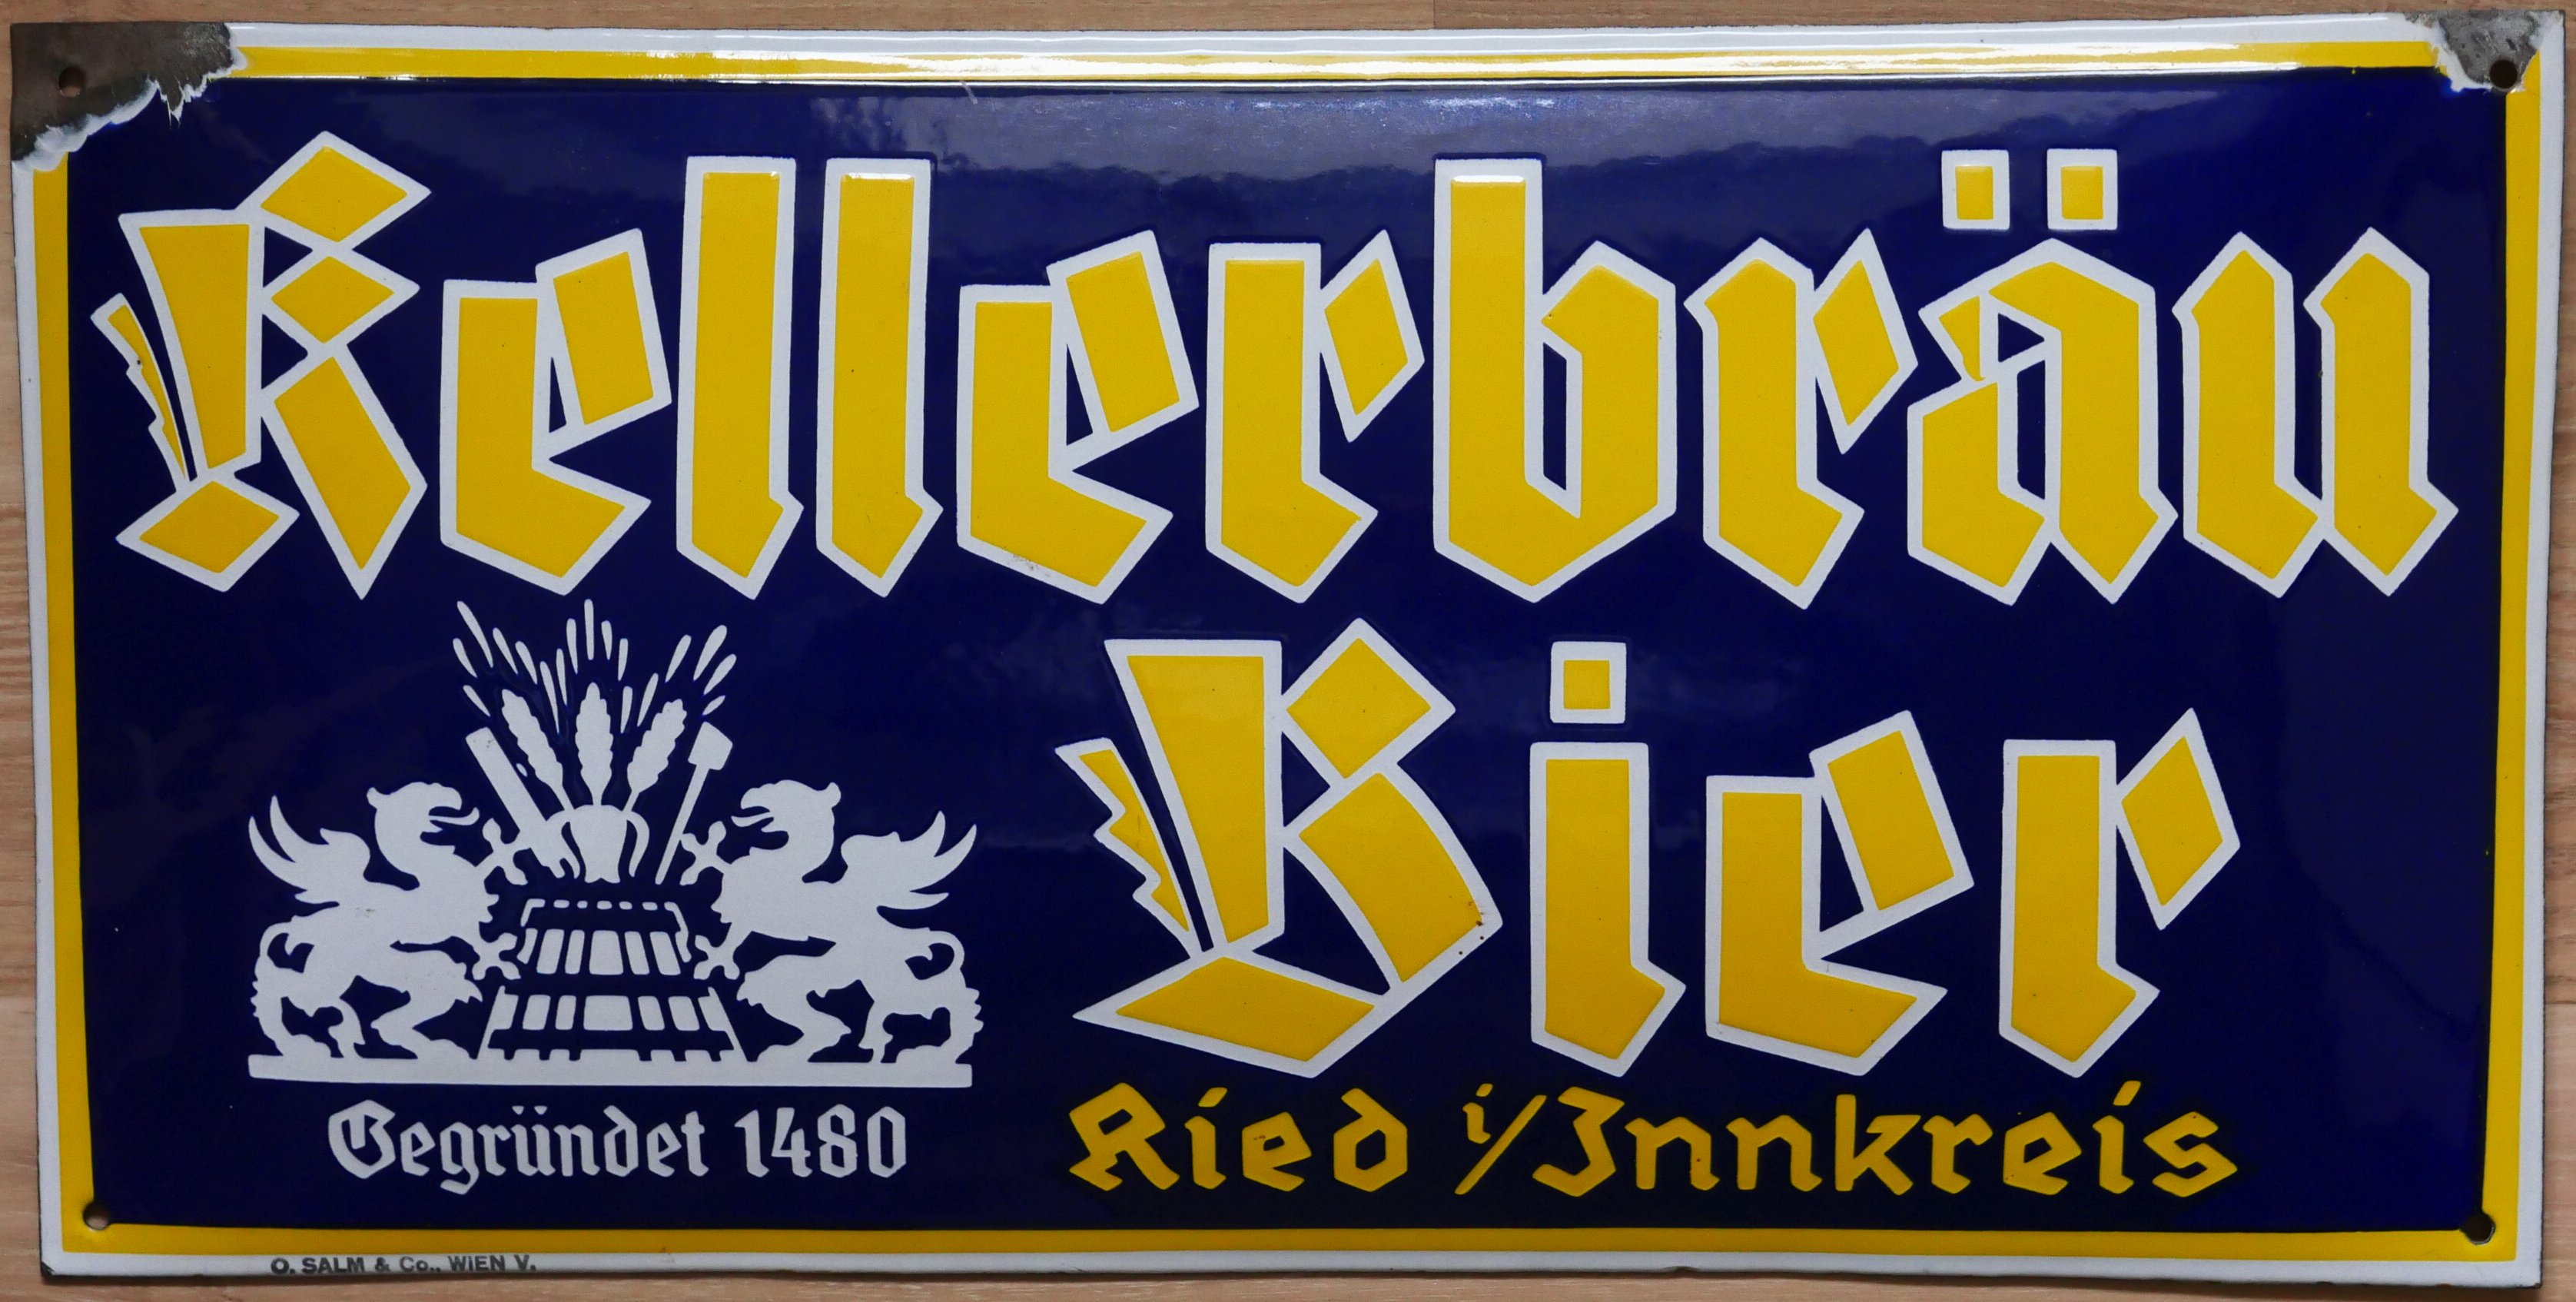 Kellerbräu
Bier
Gegründet 1480
Ried i/Innkreis
O. SALM & Co., WIEN V.